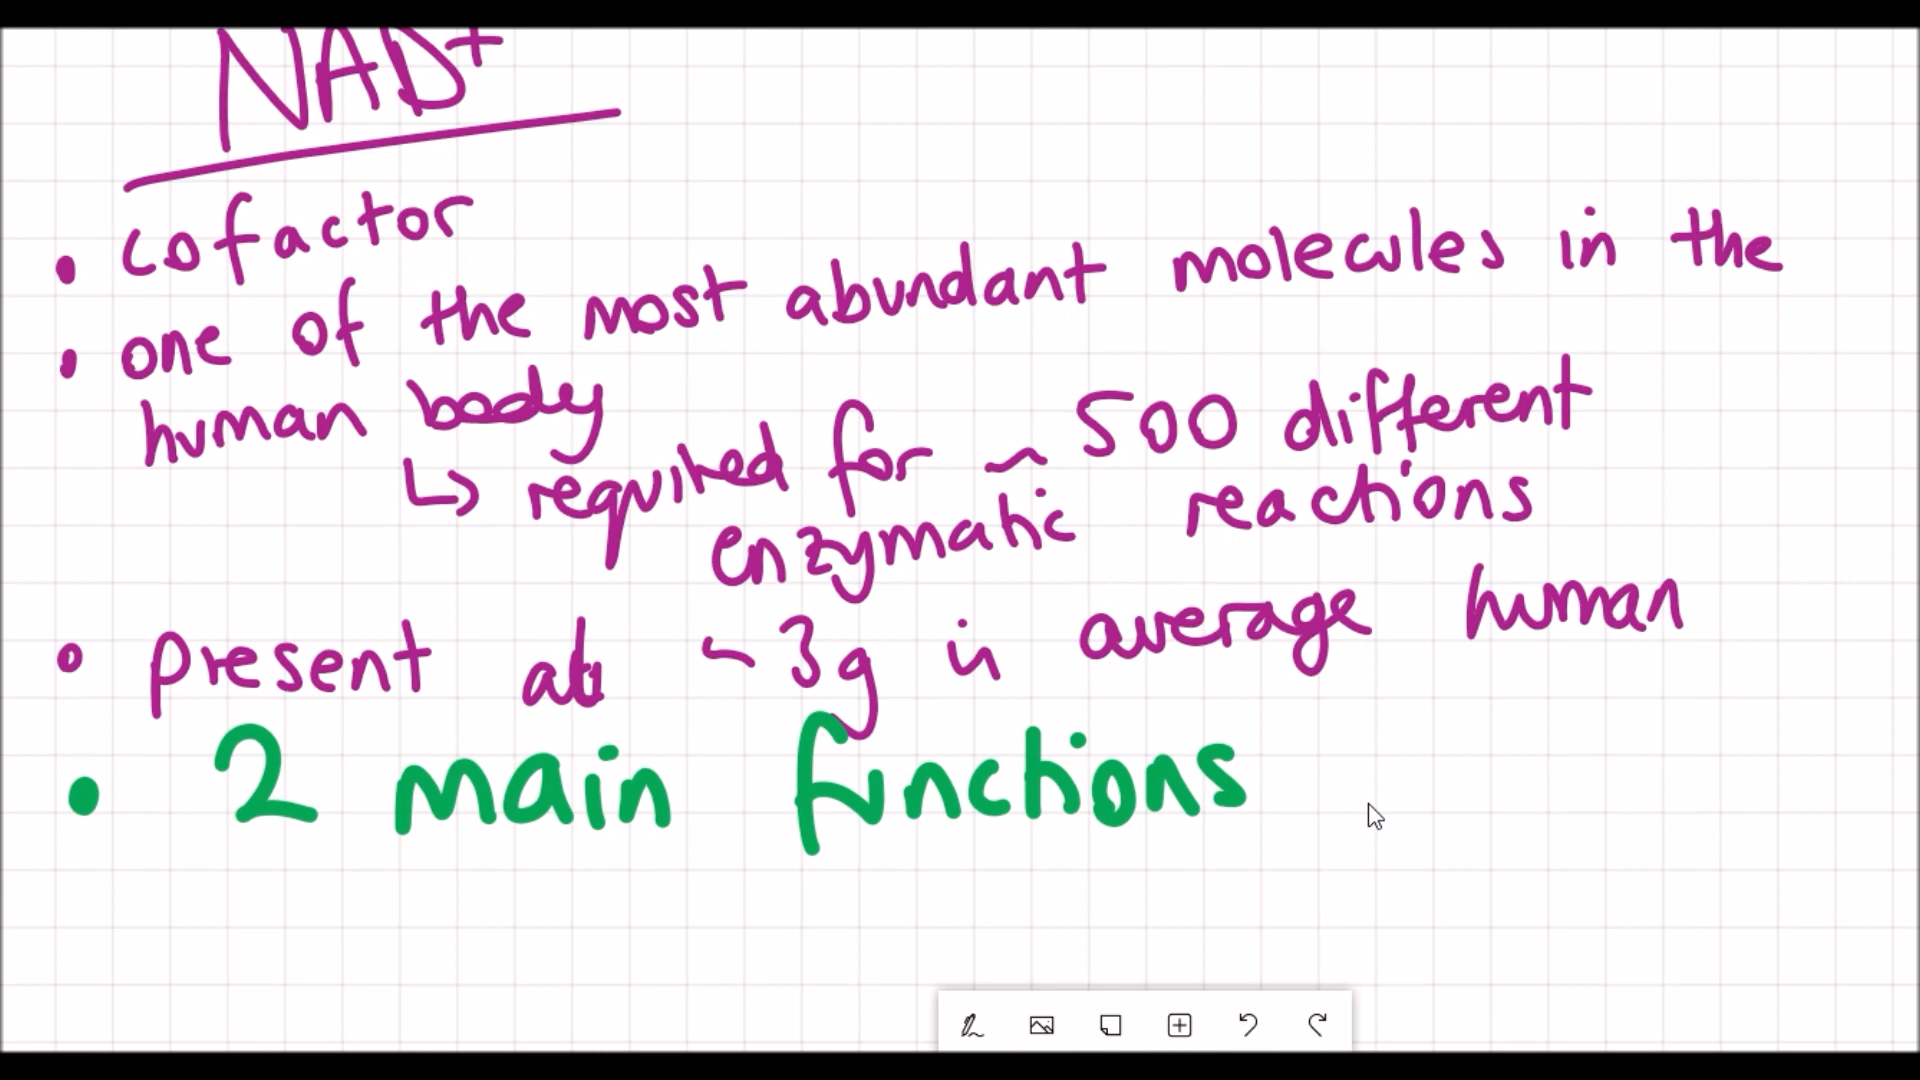 NAD+
• cofactor
• one of the most abundant molecules in the
human body
↳ required for ~ 500 different
enzymatic reactions
• present at ~3g in average human
• 2 main functions